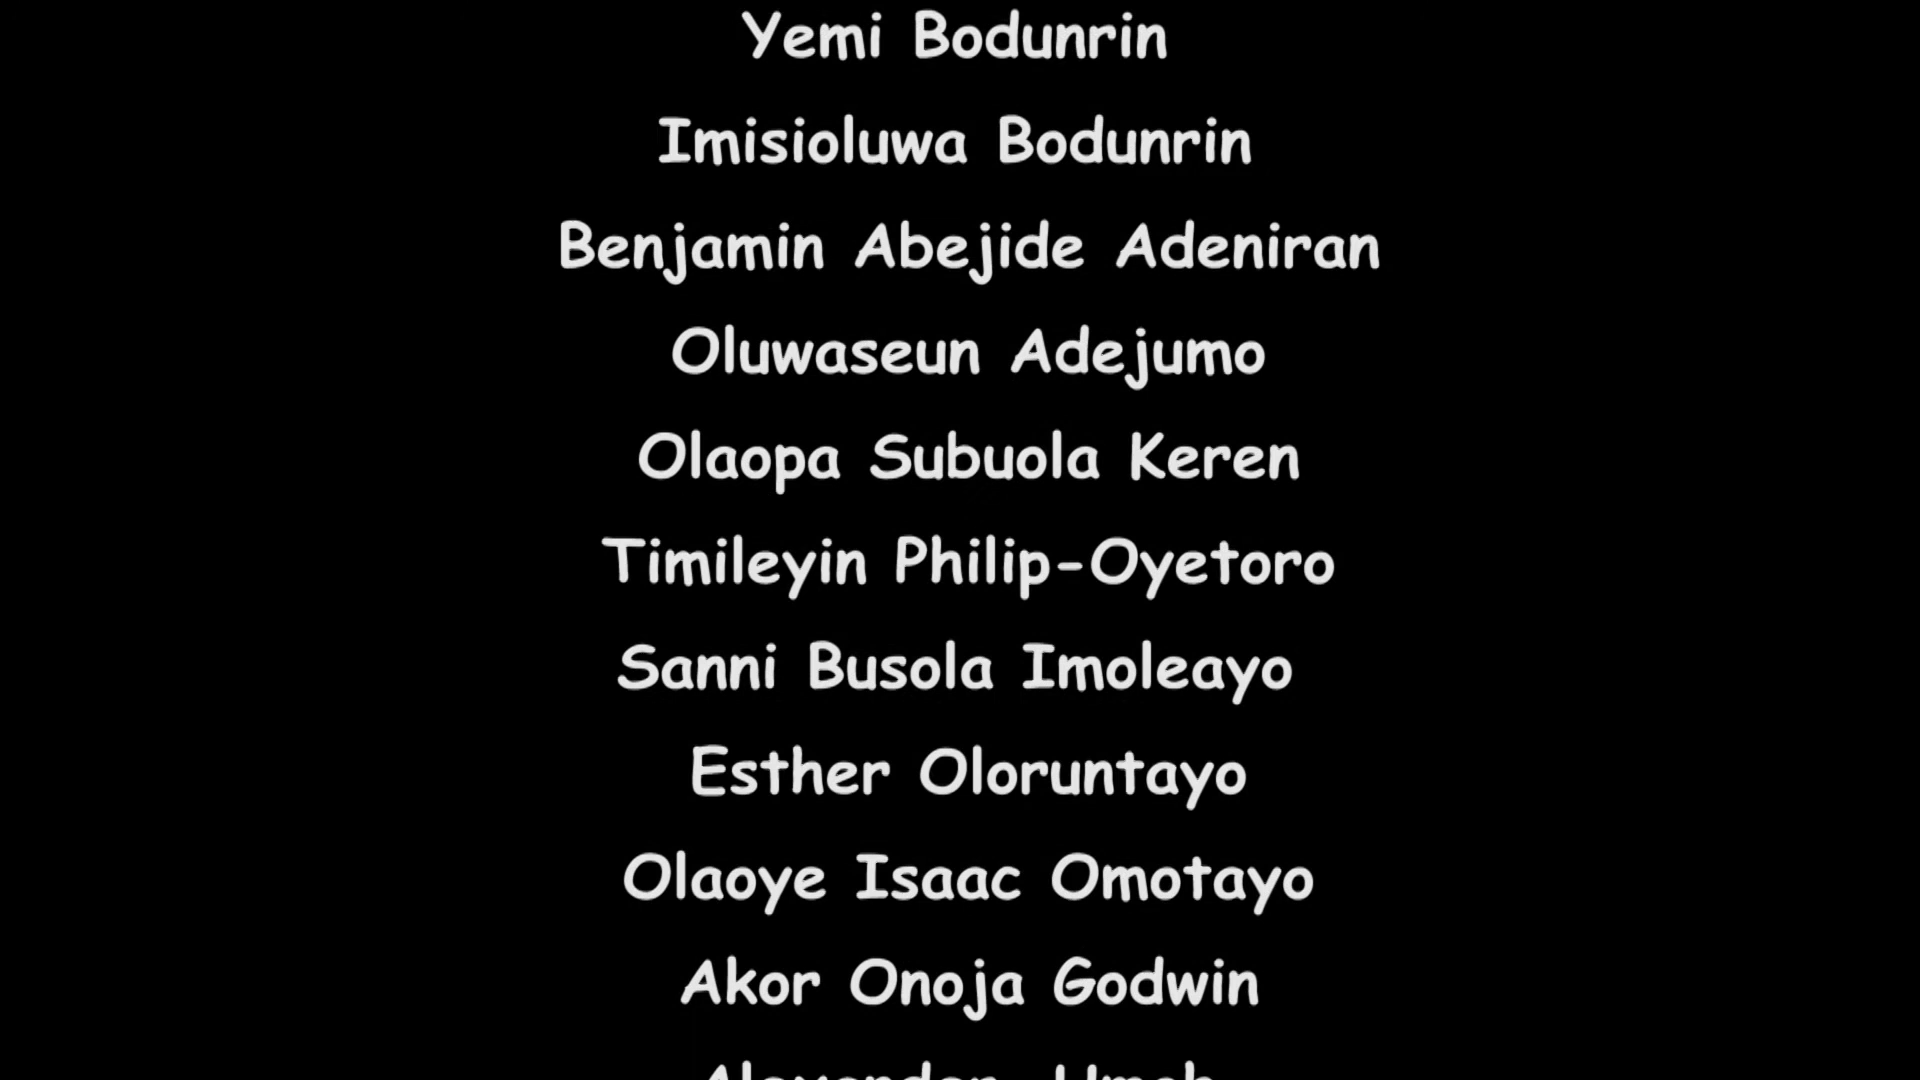 Yemi Bodunrin
Imisioluwa Bodunrin
Benjamin Abejide Adeniran
Oluwaseun Adejumo
Olaopa Subuola Keren
Timileyin Philip-Oyetoro
Sanni Busola Imoleayo
Esther Oloruntayo
Olaoye Isaac Omotayo
Akor Onoja Godwin